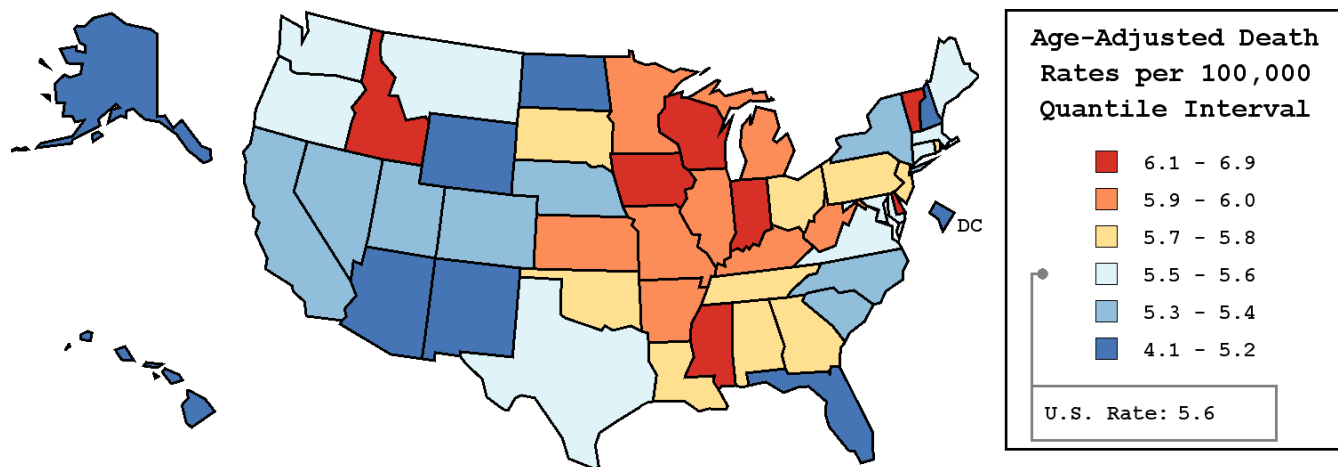 Age-Adjusted Death
Rates per 100,000
Quantile Interval
6.1 - 6.9
5.9 - 6.0
5.7 - 5.8
5.5 - 5.6
5.3 - 5.4
4.1 - 5.2
U.S. Rate: 5.6
DC